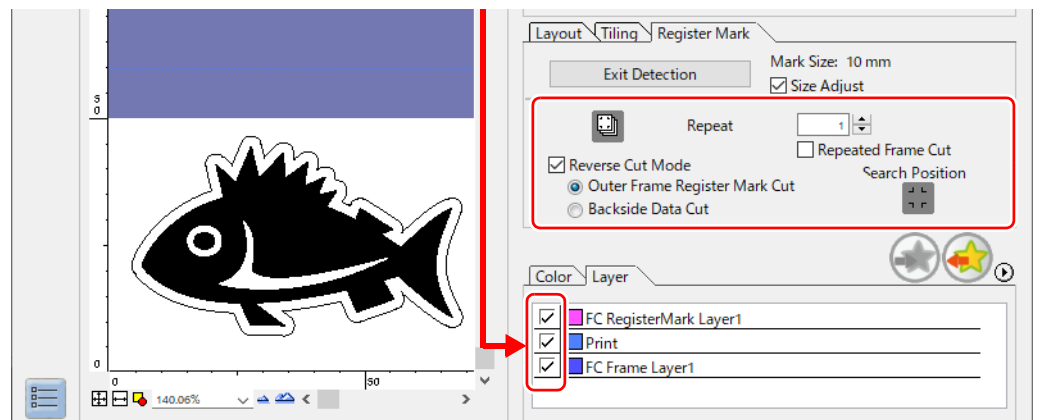 Layout Tiling Register Mark
Mark Size: 10 mm
Exit Detection
Size Adjust
Repeat 1
Repeated Frame Cut
Reverse Cut Mode
Search Position
Outer Frame Register Mark Cut
Backside Data Cut
Color Layer
FC RegisterMark Layer1
Print
FC Frame Layer1
50
0
0 50
140.06%